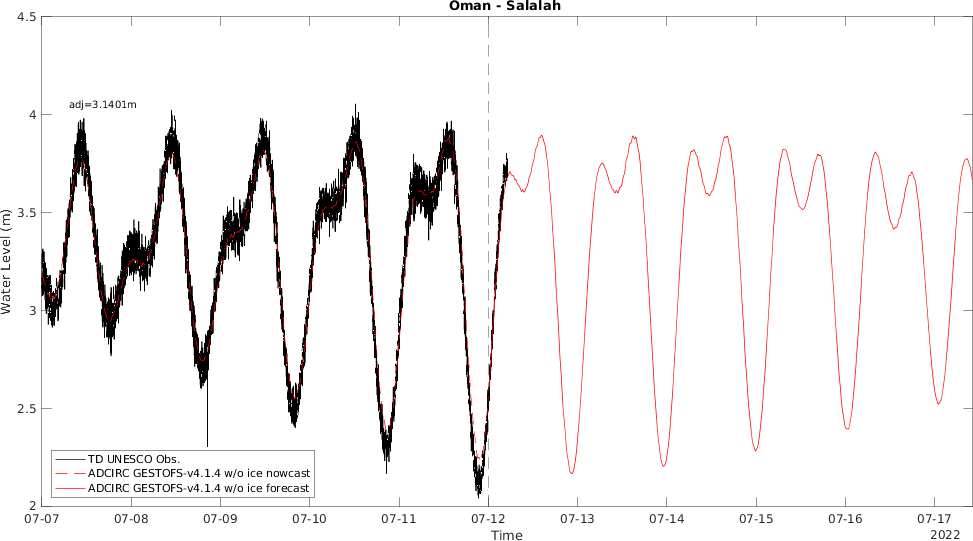 Oman - Salalah
4.5
4
3.5
3
2.5
2
Water Level (m)
adj=3.1401m
TD UNESCO Obs.
ADCIRC GESTOFS-v4.1.4 w/o ice nowcast
ADCIRC GESTOFS-v4.1.4 w/o ice forecast
07-07 07-08 07-09 07-10 07-11 07-12 07-13 07-14 07-15 07-16 07-17
Time
2022